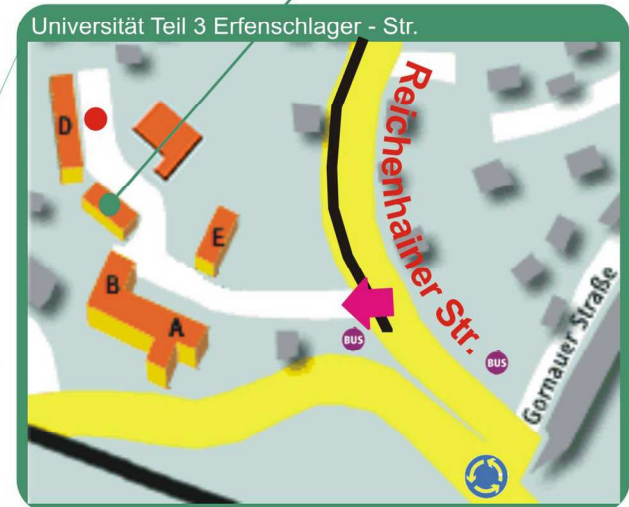 Universität Teil 3 Erfenschlager - Str.
Reichenhainer Str.
D
E
B
A
BUS
BUS
Gornauer Straße